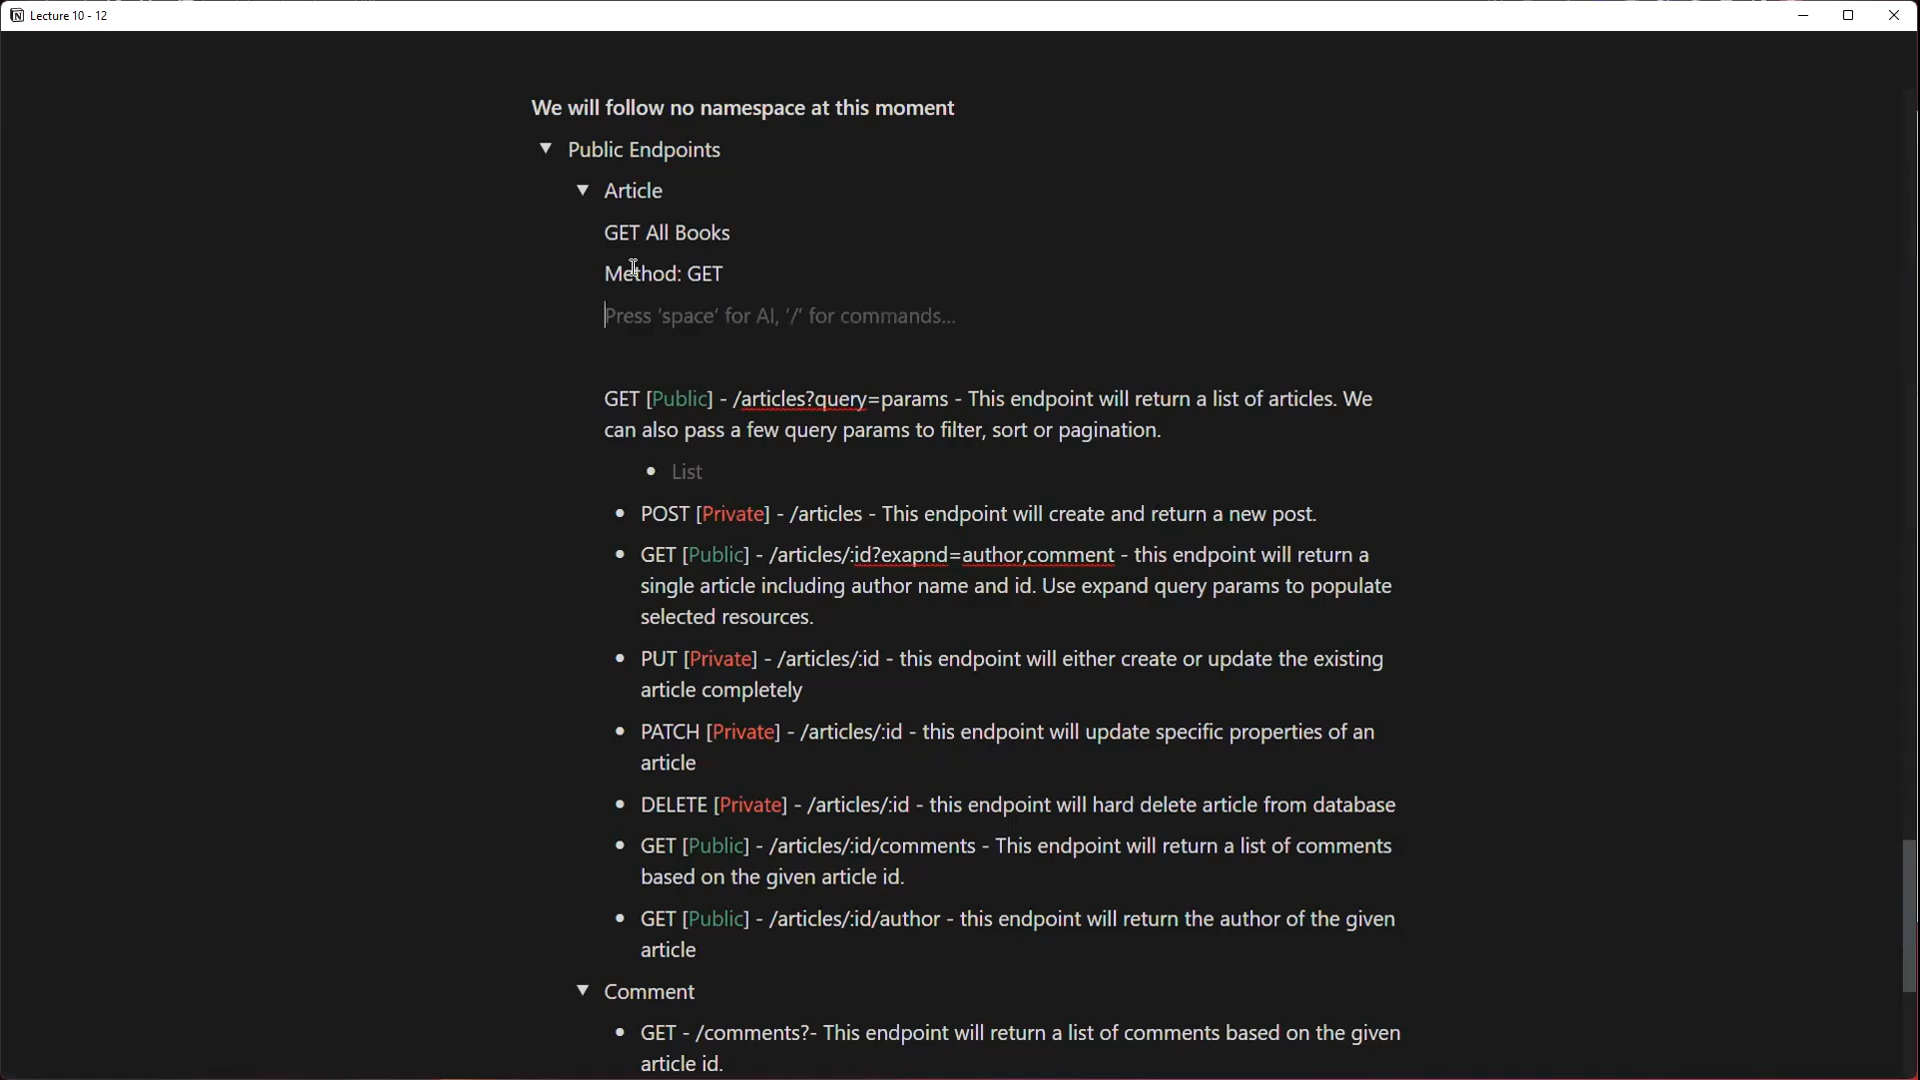 Lecture 10 - 12
We will follow no namespace at this moment
Public Endpoints
Article
GET All Books
Method: GET
Press ‘space’ for AI, ‘/’ for commands…
GET [Public] - /articles?query=params - This endpoint will return a list of articles. We
can also pass a few query params to filter, sort or pagination.
List
POST [Private] - /articles - This endpoint will create and return a new post.
GET [Public] - /articles/:id?exapnd=author,comment - this endpoint will return a
single article including author name and id. Use expand query params to populate
selected resources.
PUT [Private] - /articles/:id - this endpoint will either create or update the existing
article completely
PATCH [Private] - /articles/:id - this endpoint will update specific properties of an
article
DELETE [Private] - /articles/:id - this endpoint will hard delete article from database
GET [Public] - /articles/:id/comments - This endpoint will return a list of comments
based on the given article id.
GET [Public] - /articles/:id/author - this endpoint will return the author of the given
article
Comment
GET - /comments?- This endpoint will return a list of comments based on the given
article id.